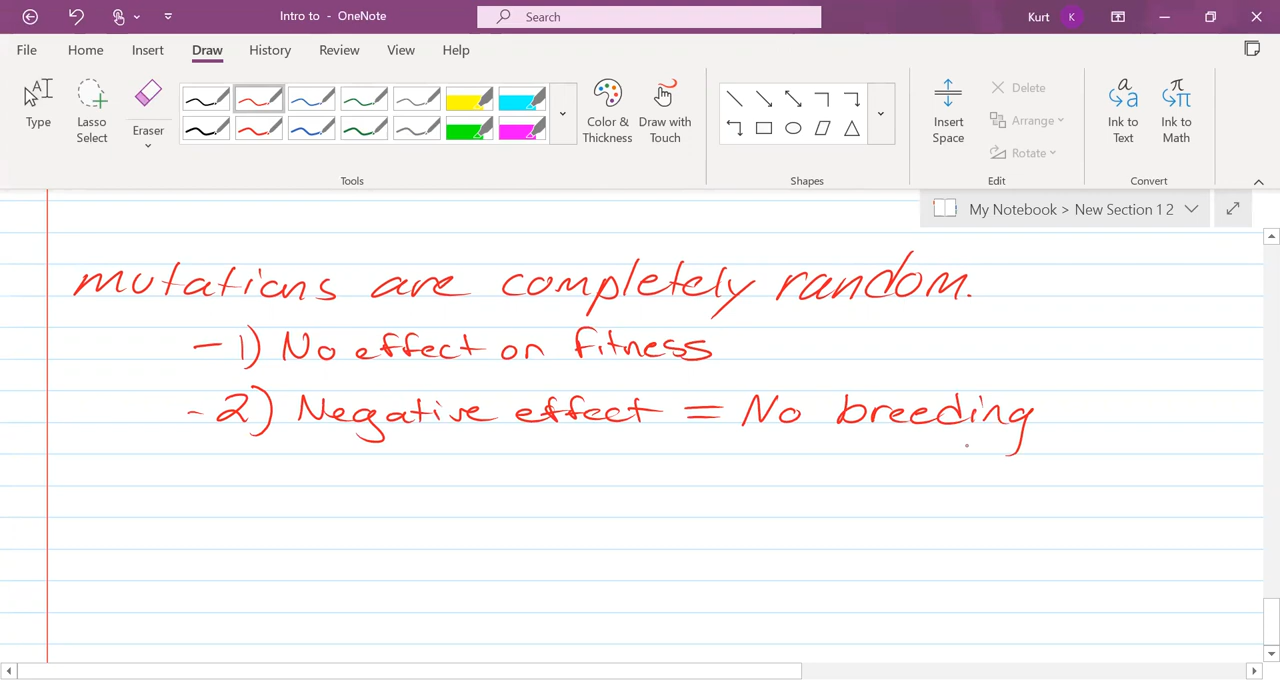 Intro to - OneNote
Search
Kurt
K
File Home Insert Draw History Review View Help
Type
Lasso Select
Eraser
Color & Thickness
Draw with Touch
Insert Space
Delete
Arrange
Rotate
Ink to Text
Ink to Math
Tools
Shapes
Edit
Convert
My Notebook > New Section 1 2
mutations are completely random.
- 1) No effect on fitness
- 2) Negative effect = No breeding